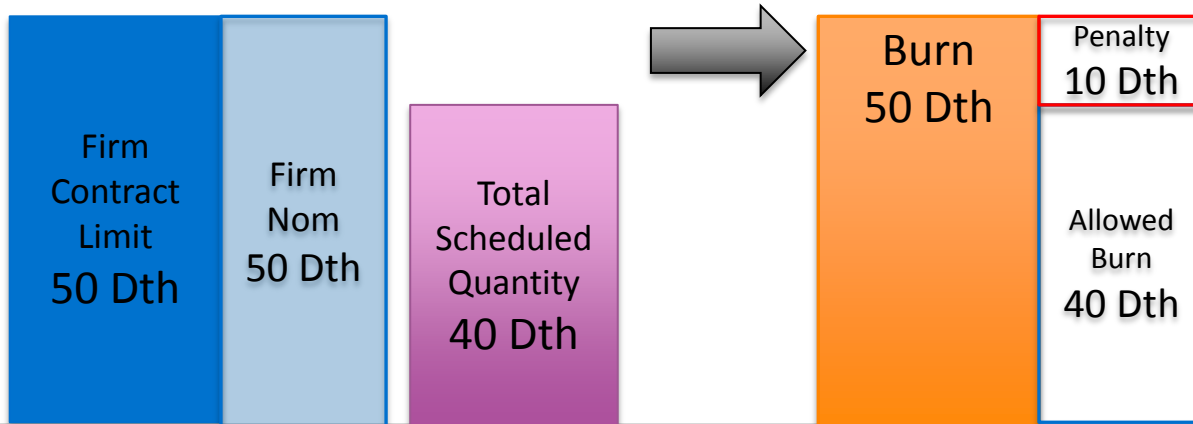 Firm
Contract
Limit
50 Dth
Firm
Nom
50 Dth
Total
Scheduled
Quantity
40 Dth
Burn
50 Dth
Penalty
10 Dth
Allowed
Burn
40 Dth